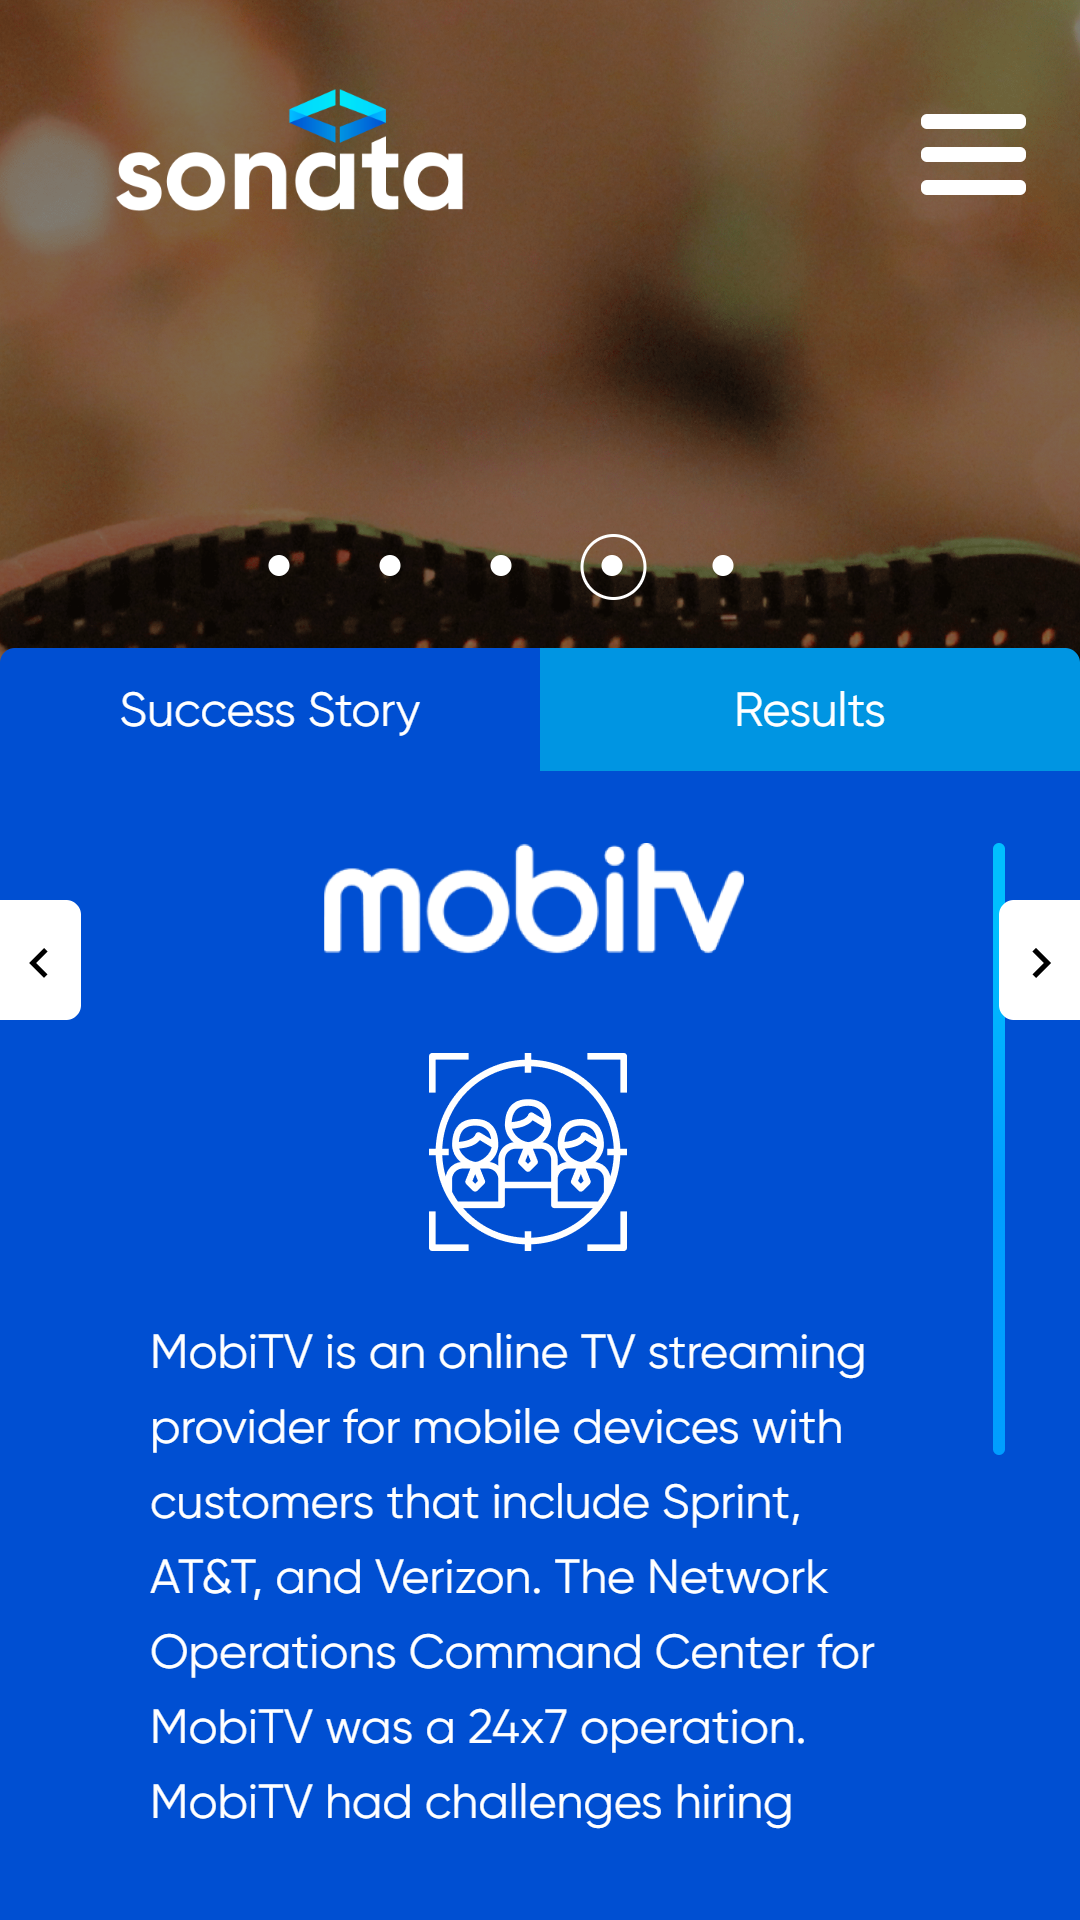 sonata
Success Story
Results
mobitv
MobiTV is an online TV streaming
provider for mobile devices with
customers that include Sprint,
AT&T, and Verizon. The Network
Operations Command Center for
MobiTV was a 24x7 operation.
MobiTV had challenges hiring